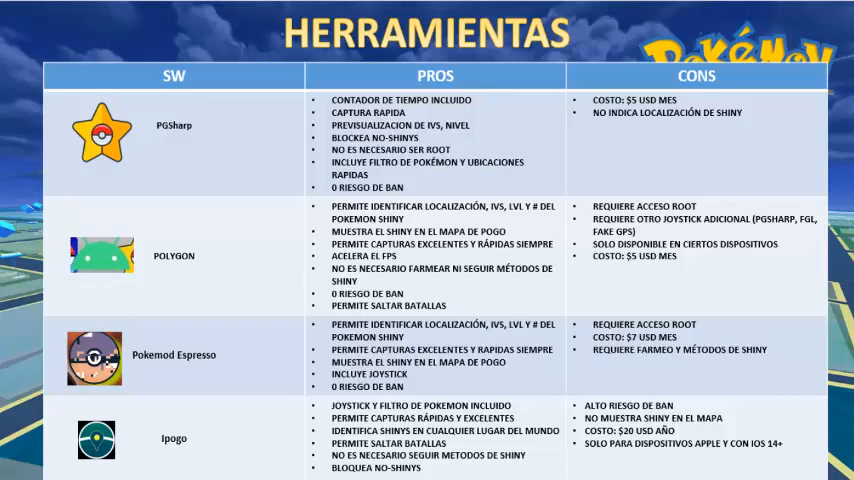 HERRAMIENTAS
Pokémon
SW
PROS
CONS
PGSharp
• CONTADOR DE TIEMPO INCLUIDO
• CAPTURA RAPIDA
• PREVISUALIZACION DE IVS, NIVEL
• BLOCKEA NO-SHINYS
• NO ES NECESARIO SER ROOT
• INCLUYE FILTRO DE POKÉMON Y UBICACIONES
RAPIDAS
• 0 RIESGO DE BAN
• COSTO: $5 USD MES
• NO INDICA LOCALIZACIÓN DE SHINY
POLYGON
• PERMITE IDENTIFICAR LOCALIZACIÓN, IVS, LVL Y # DEL
POKEMON SHINY
• MUESTRA EL SHINY EN EL MAPA DE POGO
• PERMITE CAPTURAS EXCELENTES Y RÁPIDAS SIEMPRE
• ACELERA EL FPS
• NO ES NECESARIO FARMEAR NI SEGUIR MÉTODOS DE
SHINY
• 0 RIESGO DE BAN
• PERMITE SALTAR BATALLAS
• REQUIERE ACCESO ROOT
• REQUIERE OTRO JOYSTICK ADICIONAL (PGSHARP, FGL,
FAKE GPS)
• SOLO DISPONIBLE EN CIERTOS DISPOSITIVOS
• COSTO: $5 USD MES
Pokemod Espresso
• PERMITE IDENTIFICAR LOCALIZACIÓN, IVS, LVL Y # DEL
POKEMON SHINY
• PERMITE CAPTURAS EXCELENTES Y RAPIDAS SIEMPRE
• MUESTRA EL SHINY EN EL MAPA DE POGO
• INCLUYE JOYSTICK
• 0 RIESGO DE BAN
• REQUIERE ACCESO ROOT
• COSTO: $7 USD MES
• REQUIERE FARMEO Y MÉTODOS DE SHINY
Ipogo
• JOYSTICK Y FILTRO DE POKEMON INCLUIDO
• PERMITE CAPTURAS RÁPIDAS Y EXCELENTES
• IDENTIFICA SHINYS EN CUALQUIER LUGAR DEL MUNDO
• PERMITE SALTAR BATALLAS
• NO ES NECESARIO SEGUIR METODOS DE SHINY
• BLOQUEA NO-SHINYS
• ALTO RIESGO DE BAN
• NO MUESTRA SHINY EN EL MAPA
• COSTO: $20 USD AÑO
• SOLO PARA DISPOSITIVOS APPLE Y CON IOS 14+